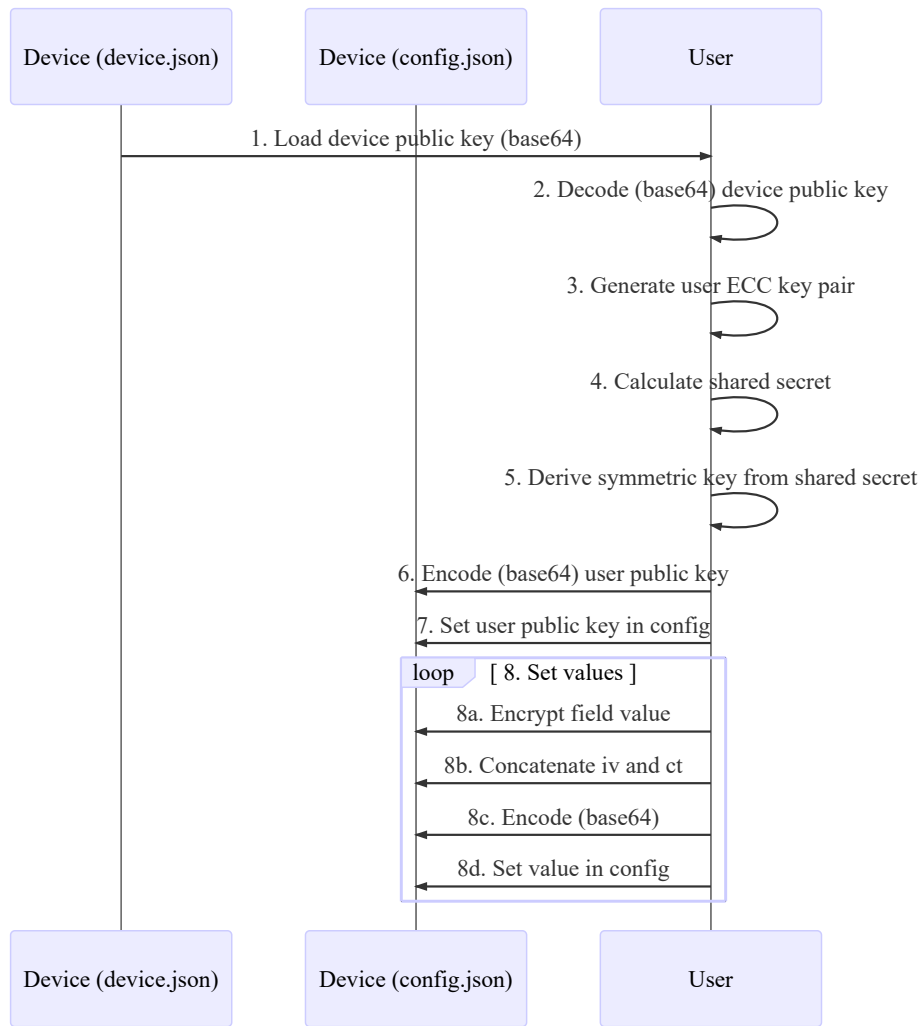 Device (device.json)
Device (config.json)
User
1. Load device public key (base64)
2. Decode (base64) device public key
3. Generate user ECC key pair
4. Calculate shared secret
5. Derive symmetric key from shared secret
6. Encode (base64) user public key
7. Set user public key in config
loop
[ 8. Set values ]
8a. Encrypt field value
8b. Concatenate iv and ct
8c. Encode (base64)
8d. Set value in config
Device (device.json)
Device (config.json)
User